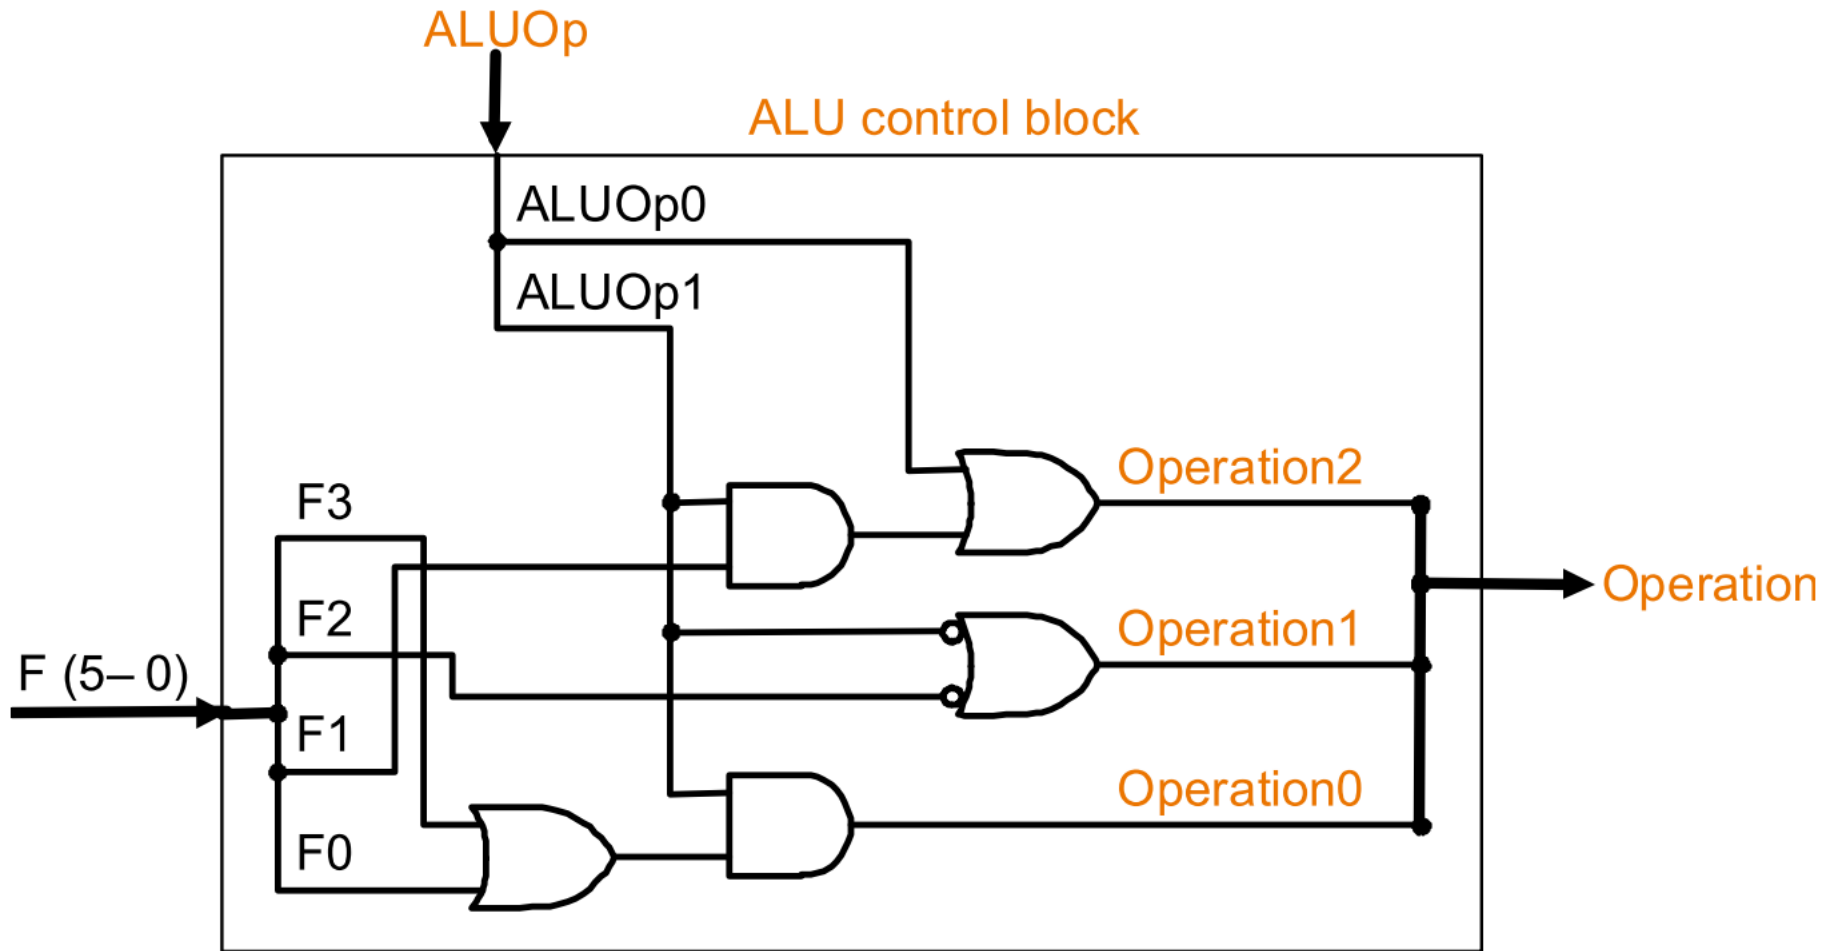 ALUOp
ALU control block
ALUOp0
ALUOp1
Operation2
F3
Operation
F2
Operation1
F (5– 0)
F1
Operation0
F0